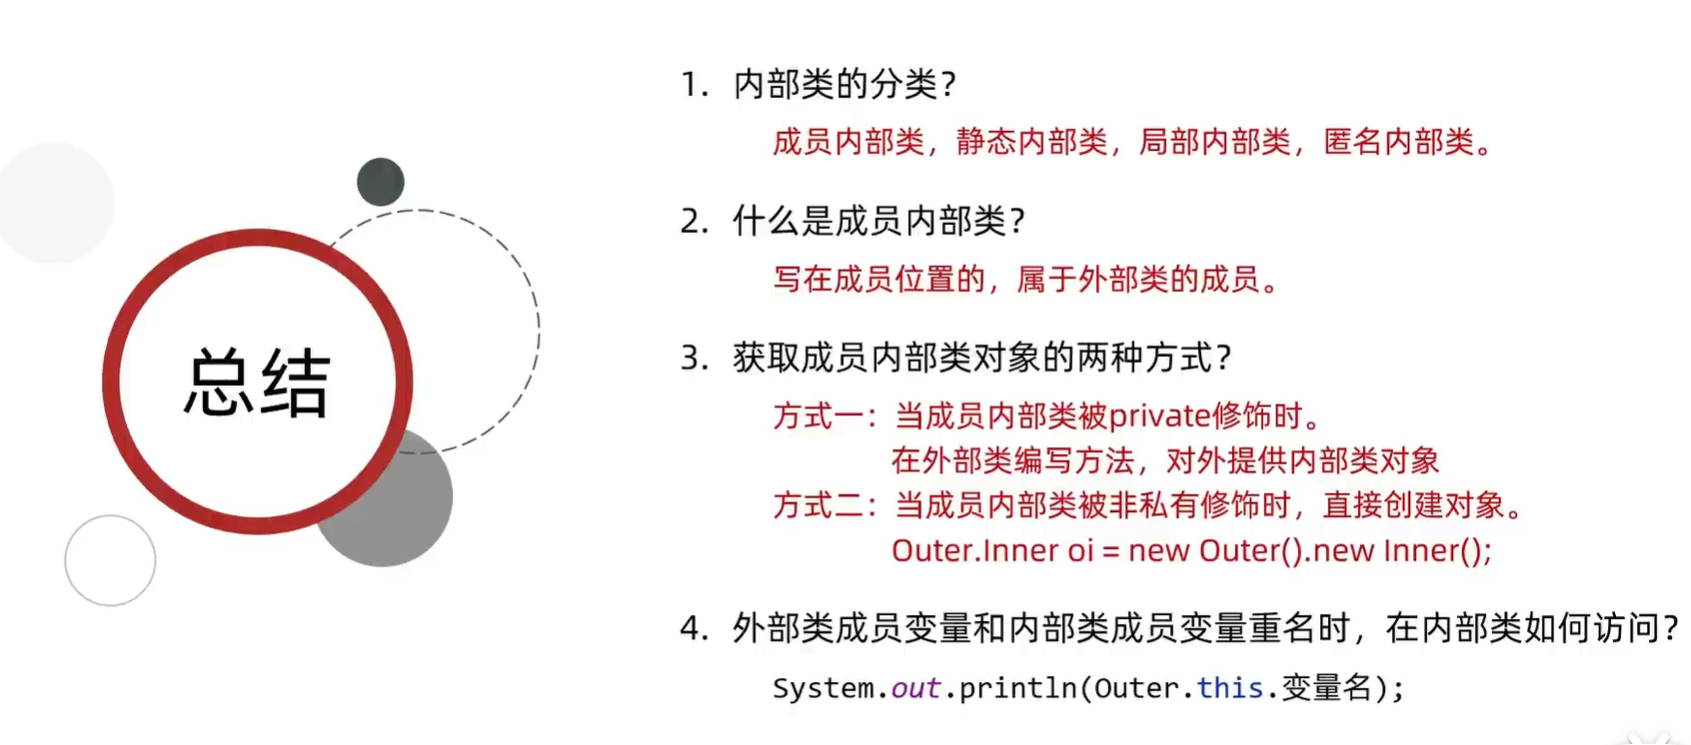 总结
1. 内部类的分类?
成员内部类，静态内部类，局部内部类，匿名内部类。
2. 什么是成员内部类?
写在成员位置的，属于外部类的成员。
3. 获取成员内部类对象的两种方式?
方式一：当成员内部类被private修饰时。
在外部类编写方法，对外提供内部类对象
方式二：当成员内部类被非私有修饰时，直接创建对象。
Outer.Inner oi = new Outer().new Inner();
4. 外部类成员变量和内部类成员变量重名时，在内部类如何访问?
System.out.println(Outer.this.变量名);